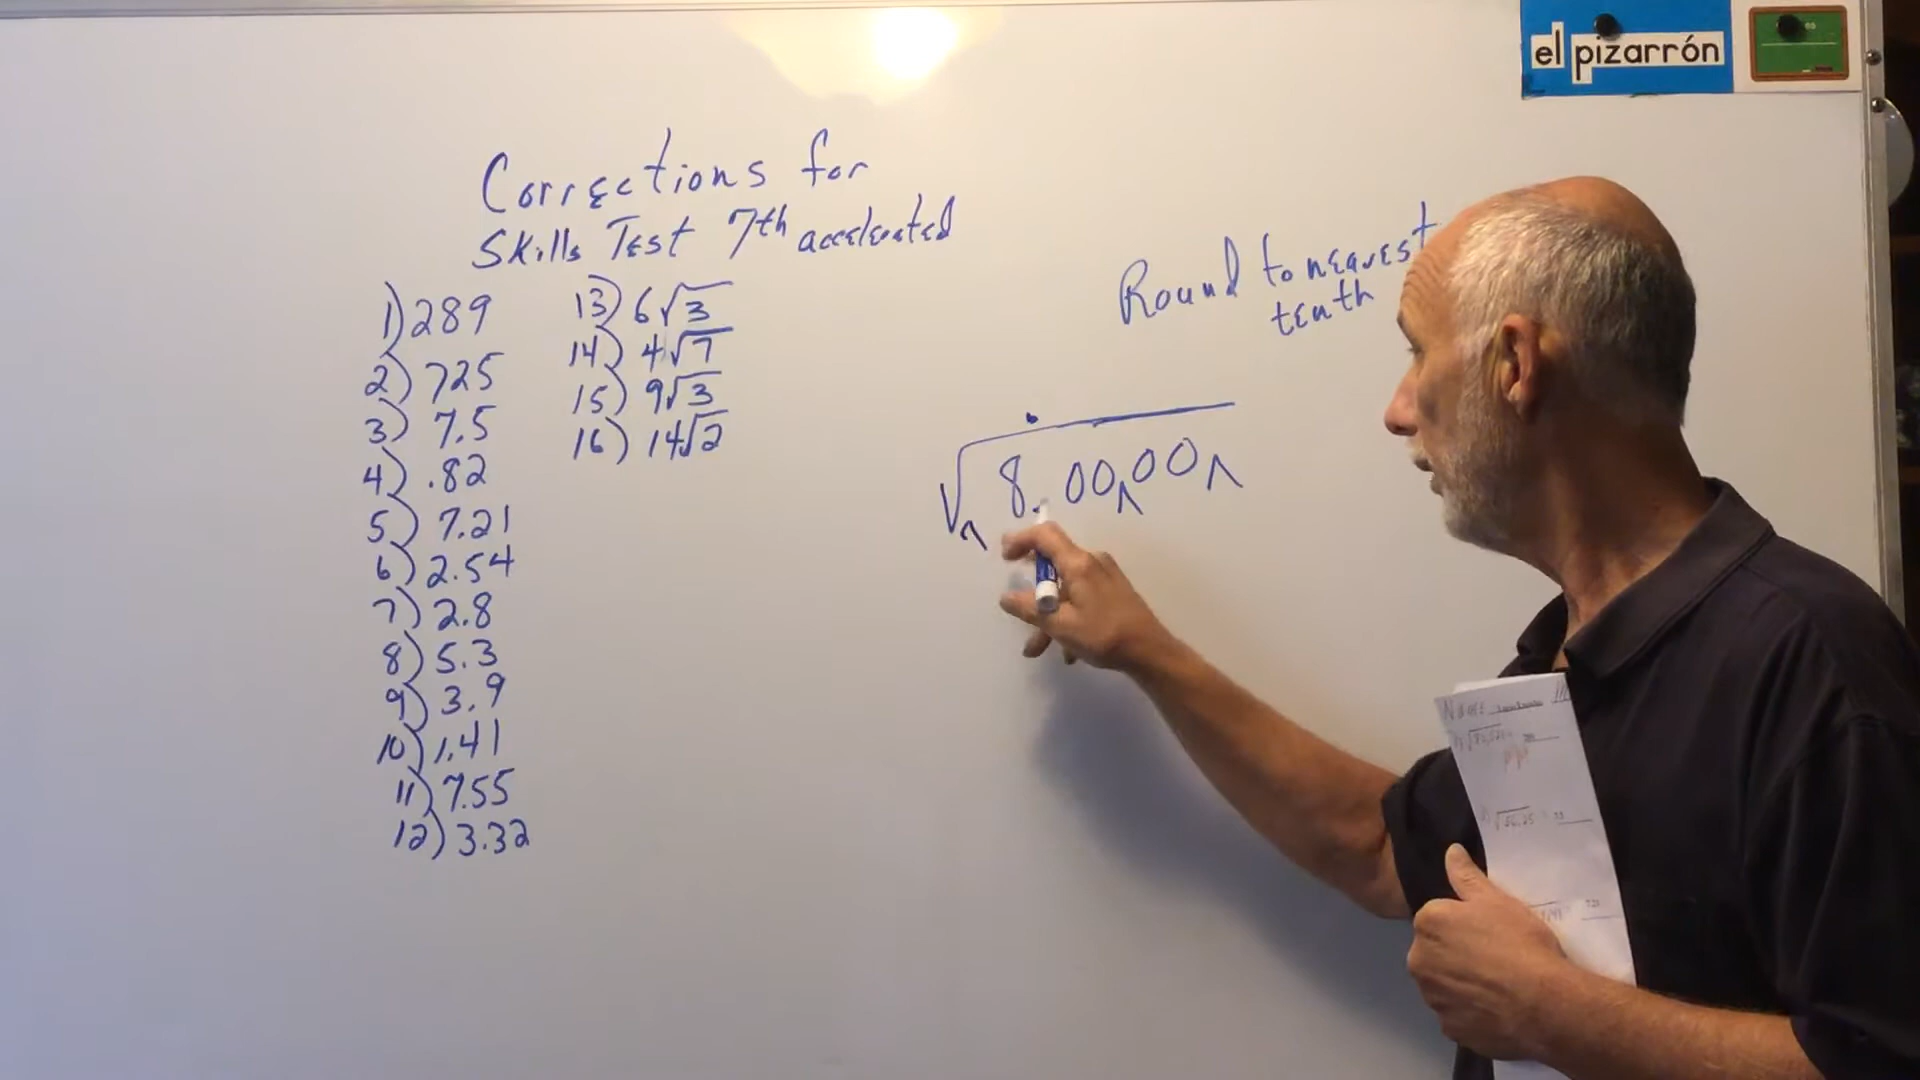 el pizarrón
Corrections for
Skills Test 7th accelerated
1) 289
2) 725
3) 7.5
4) .82
5) 7.21
6) 2.54
7) 2.8
8) 5.3
9) 3.9
10) 1.41
11) 7.55
12) 3.32
13) 6√3
14) 4√7
15) 9√3
16) 14√2
Round to nearest
tenth
√8.0000
NAME